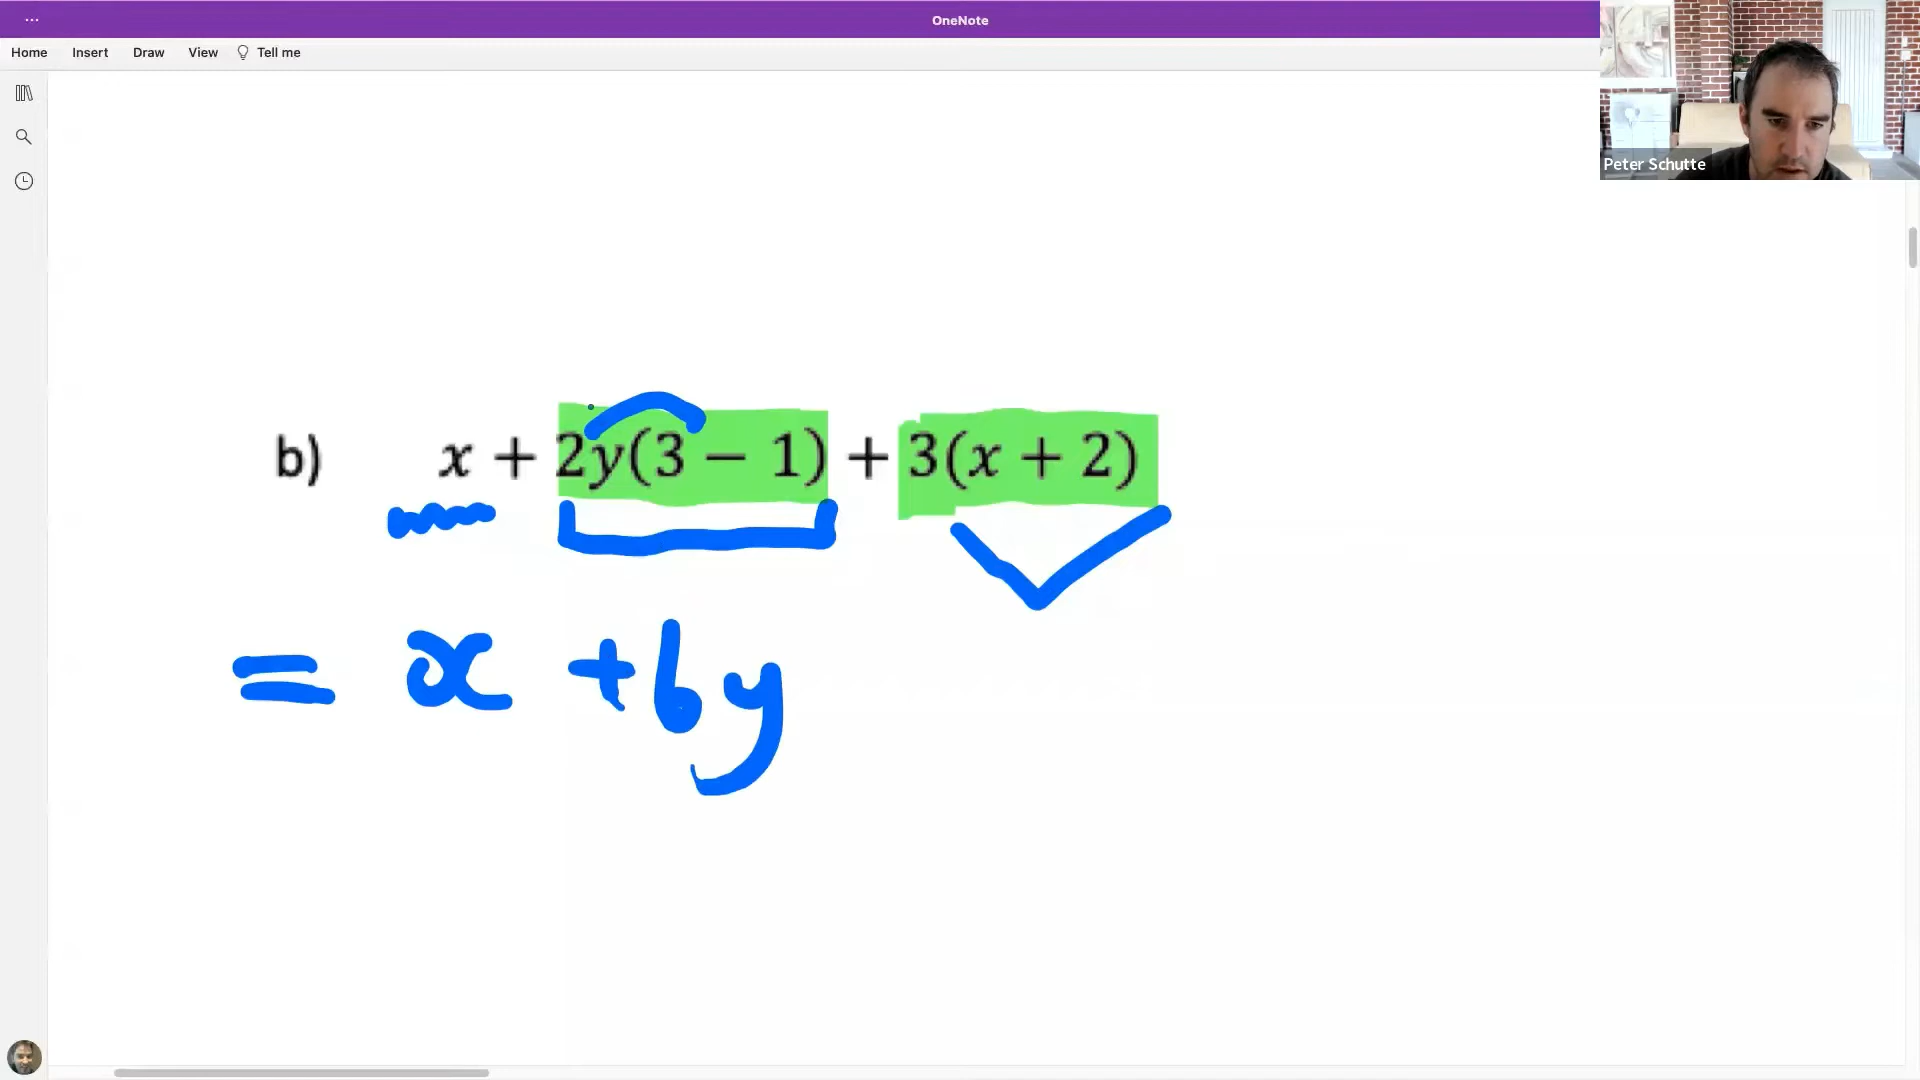 ... OneNote
Home Insert Draw View Tell me
Peter Schutte
b) x + 2y(3 − 1) + 3(x + 2)
= x + 6y